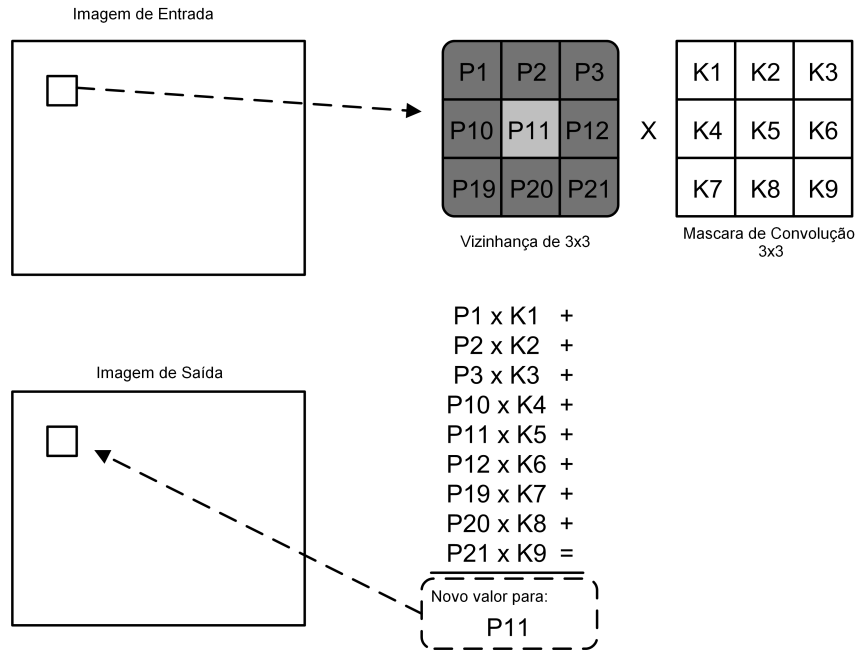 Imagem de Entrada
P1 P2 P3
P10 P11 P12
P19 P20 P21
X
K1 K2 K3
K4 K5 K6
K7 K8 K9
Vizinhança de 3x3
Mascara de Convolução
3x3
P1 x K1 +
P2 x K2 +
P3 x K3 +
P10 x K4 +
P11 x K5 +
P12 x K6 +
P19 x K7 +
P20 x K8 +
P21 x K9 =
Novo valor para:
P11
Imagem de Saída